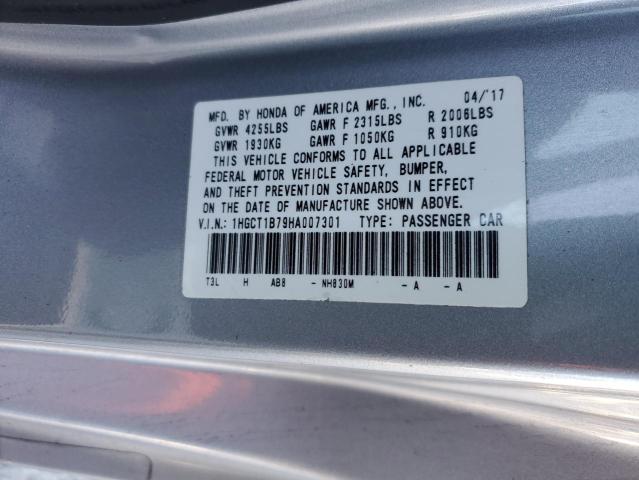 MFD. BY HONDA OF AMERICA MFG., INC. 04/'17
GVWR 4255LBS GAWR F 2315LBS R 2006LBS
GVWR 1930KG GAWR F 1050KG R 910KG
THIS VEHICLE CONFORMS TO ALL APPLICABLE
FEDERAL MOTOR VEHICLE SAFETY, BUMPER,
AND THEFT PREVENTION STANDARDS IN EFFECT
ON THE DATE OF MANUFACTURE SHOWN ABOVE.
V.I.N.: 1HGCT1B79HA007301 TYPE: PASSENGER CAR
T3L H AB8 - NH830M - A - A